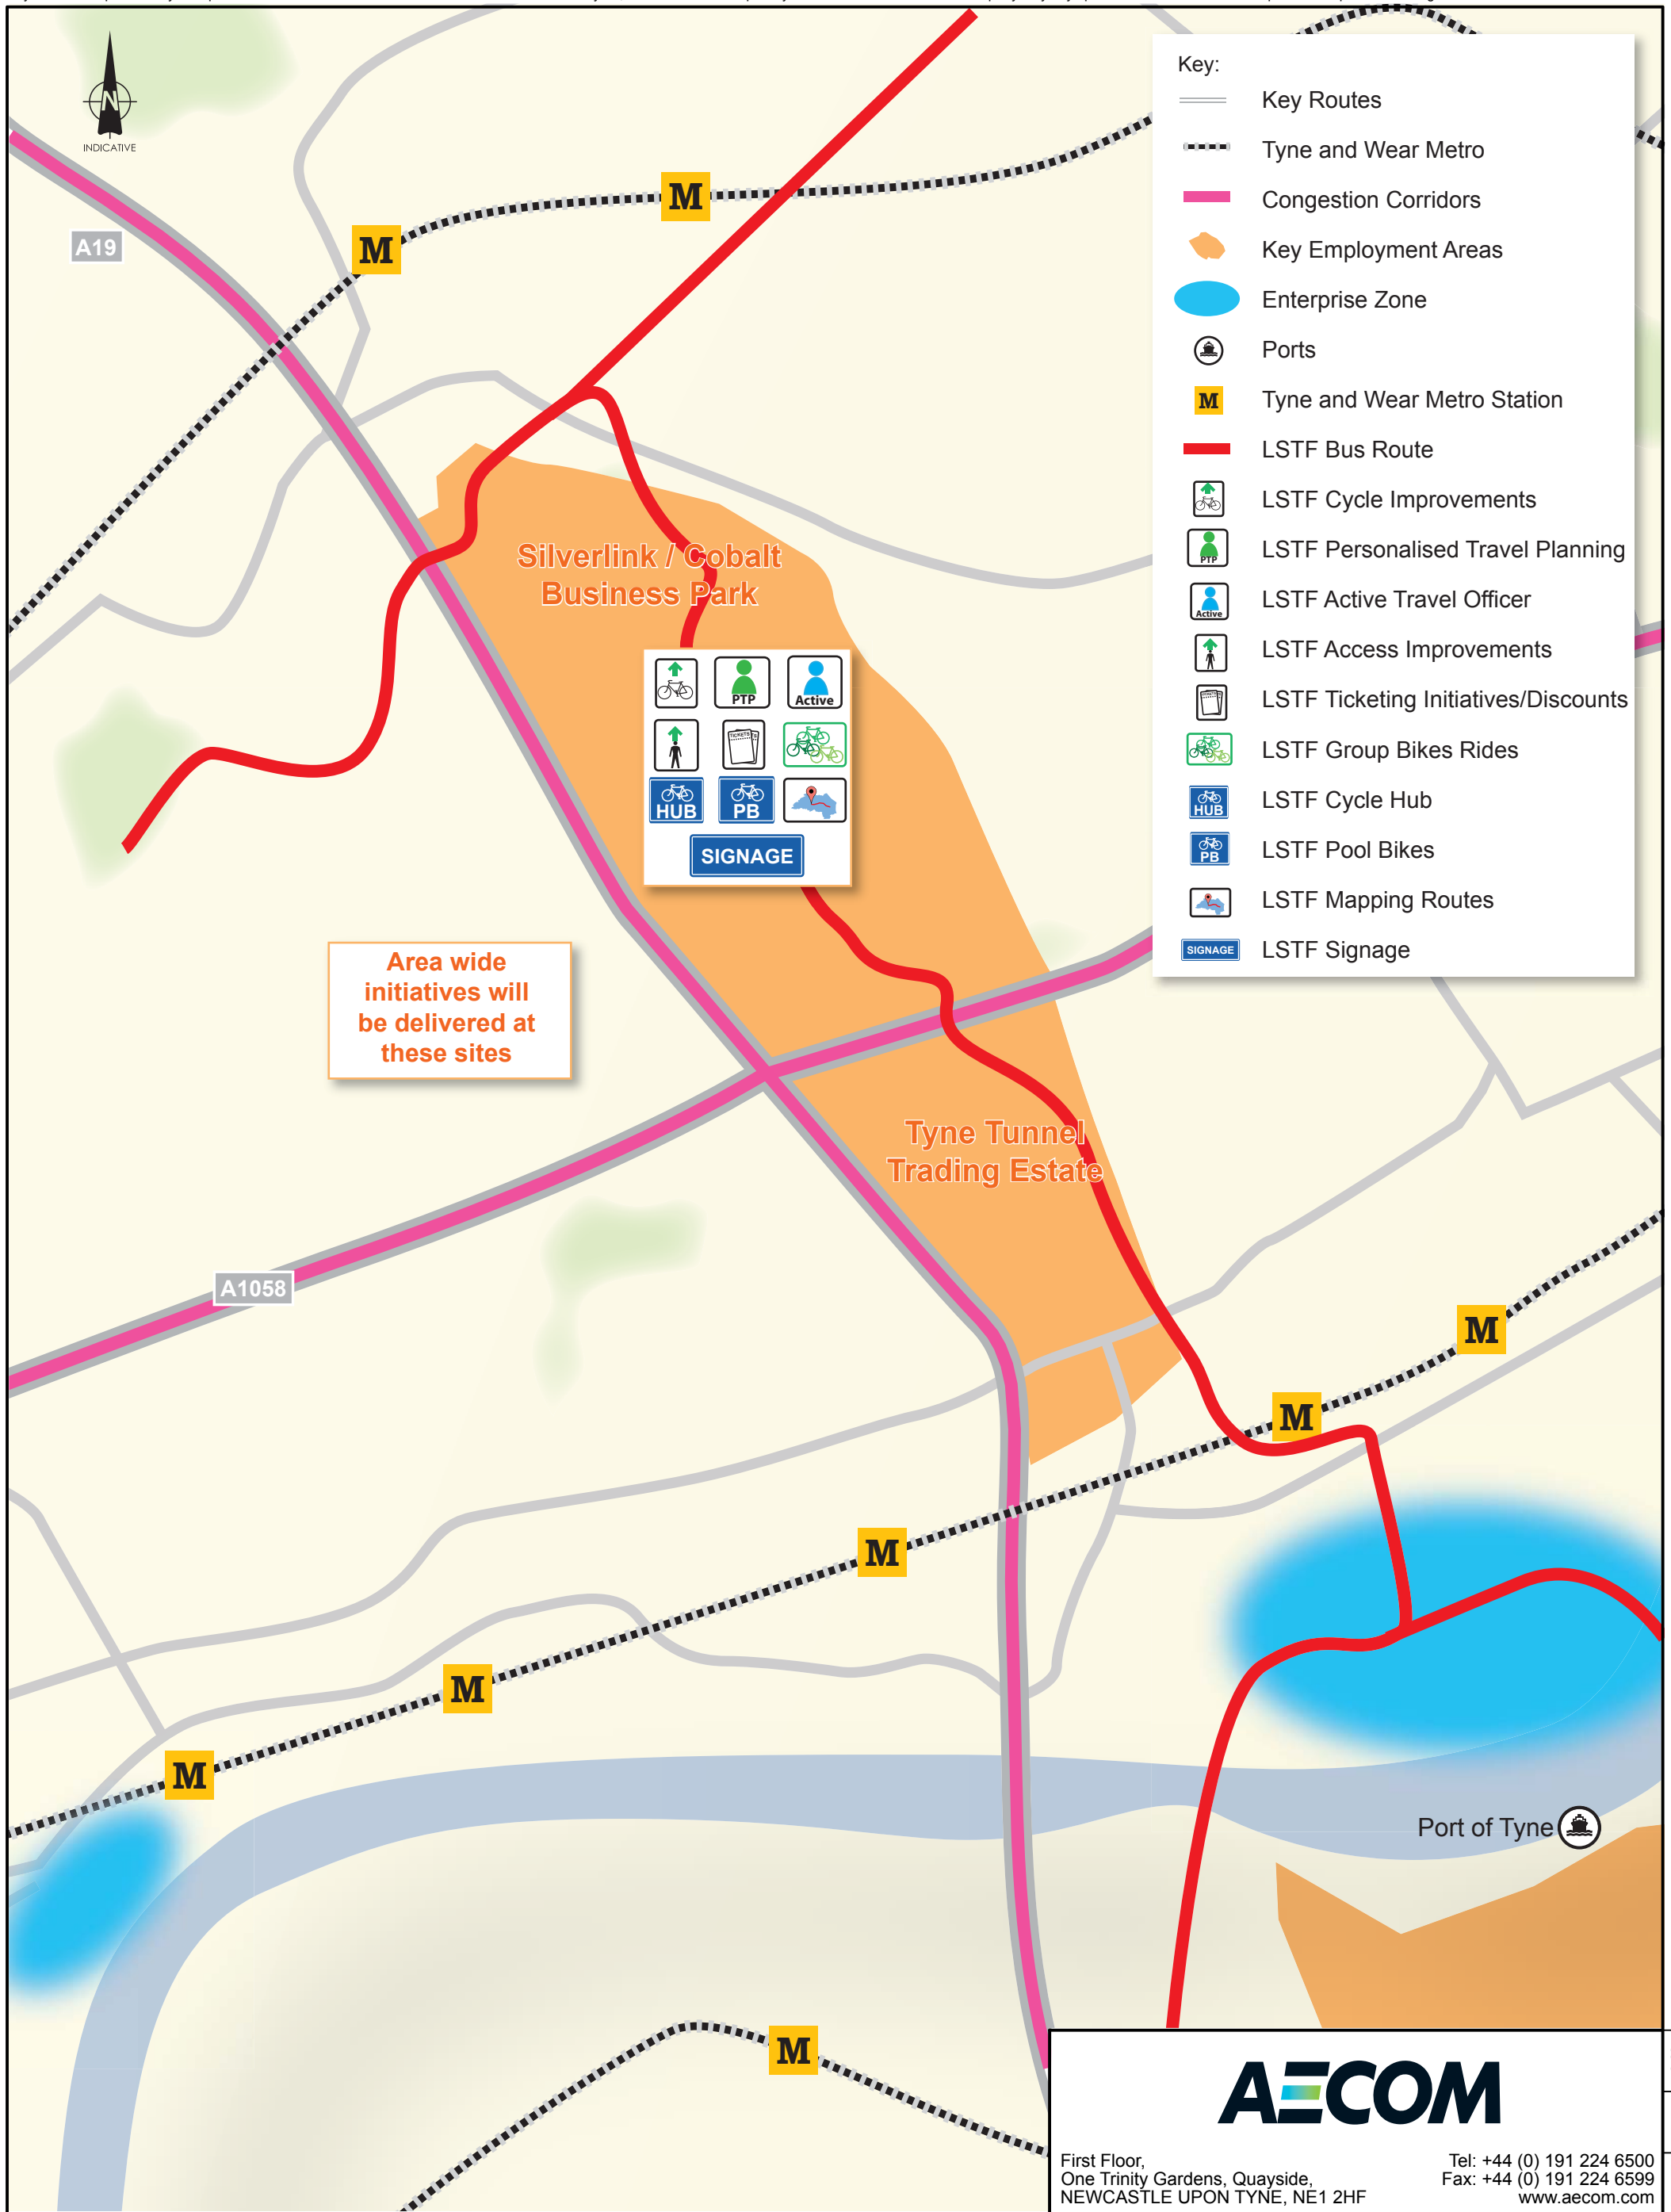 N
INDICATIVE
A19
M
M
Key:
Key Routes
Tyne and Wear Metro
Congestion Corridors
Key Employment Areas
Enterprise Zone
Ports
M
Tyne and Wear Metro Station
LSTF Bus Route
LSTF Cycle Improvements
PTP
LSTF Personalised Travel Planning
Active
LSTF Active Travel Officer
LSTF Access Improvements
LSTF Ticketing Initiatives/Discounts
LSTF Group Bikes Rides
HUB
LSTF Cycle Hub
PB
LSTF Pool Bikes
LSTF Mapping Routes
SIGNAGE
LSTF Signage
Silverlink / Cobalt
Business Park
PTP
Active
TICKETS
HUB
PB
SIGNAGE
Area wide
initiatives will
be delivered at
these sites
Tyne Tunnel
Trading Estate
A1058
M
M
M
M
M
Port of Tyne
M
AECOM
First Floor,
One Trinity Gardens, Quayside,
NEWCASTLE UPON TYNE, NE1 2HF
Tel: +44 (0) 191 224 6500
Fax: +44 (0) 191 224 6599
www.aecom.com